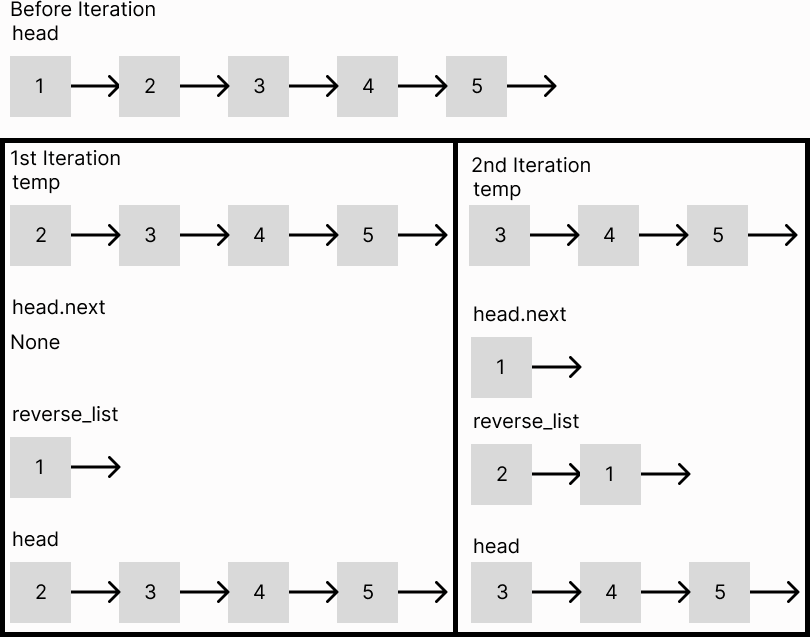 Before Iteration
head
1 2 3 4 5
1st Iteration
temp
2 3 4 5
head.next
None
reverse_list
1
head
2 3 4 5
2nd Iteration
temp
3 4 5
head.next
1
reverse_list
2 1
head
3 4 5